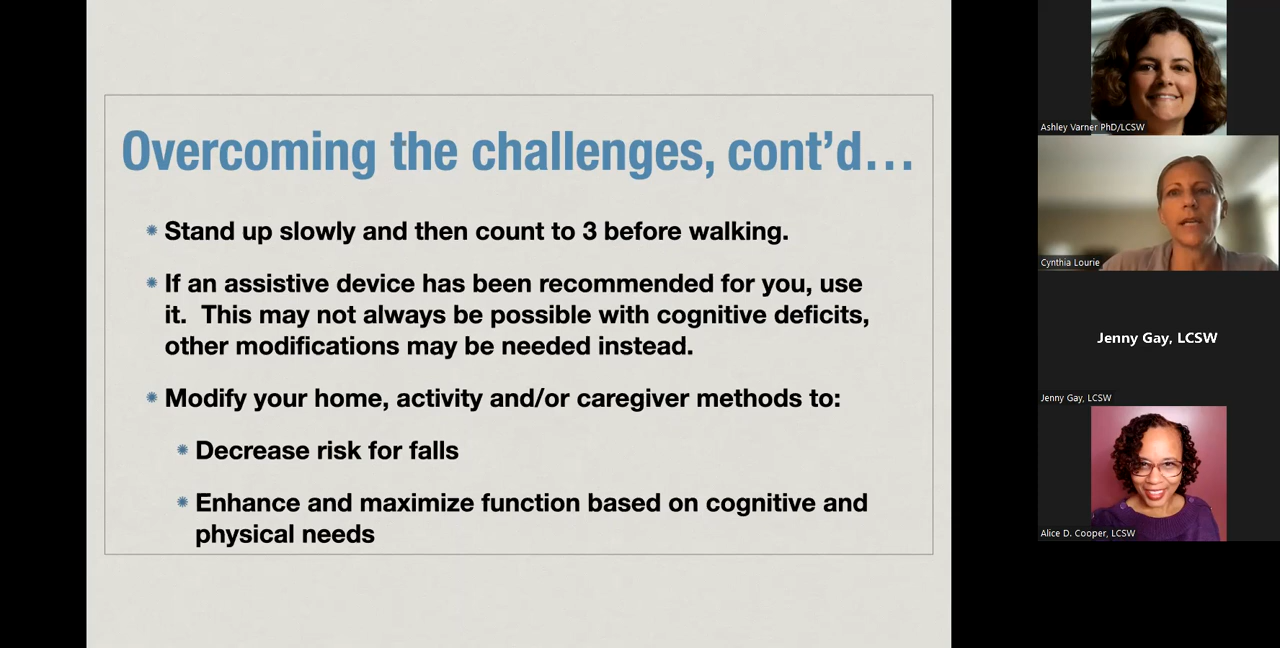 Overcoming the challenges, cont’d…
Stand up slowly and then count to 3 before walking.
If an assistive device has been recommended for you, use
it.  This may not always be possible with cognitive deficits,
other modifications may be needed instead.
Modify your home, activity and/or caregiver methods to:
Decrease risk for falls
Enhance and maximize function based on cognitive and
physical needs
Ashley Varner PhD/LCSW
Cynthia Lourie
Jenny Gay, LCSW
Jenny Gay, LCSW
Alice D. Cooper, LCSW